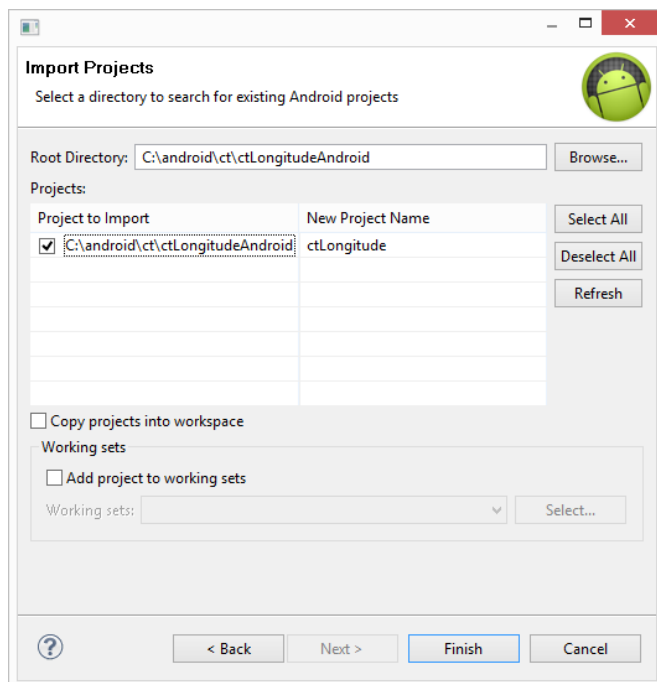 Import Projects
Select a directory to search for existing Android projects
Root Directory: C:\android\ct\ctLongitudeAndroid Browse...
Projects:
Project to Import New Project Name Select All
C:\android\ct\ctLongitudeAndroid ctLongitude
Deselect All
Refresh
Copy projects into workspace
Working sets
Add project to working sets
Working sets: Select...
? < Back Next > Finish Cancel